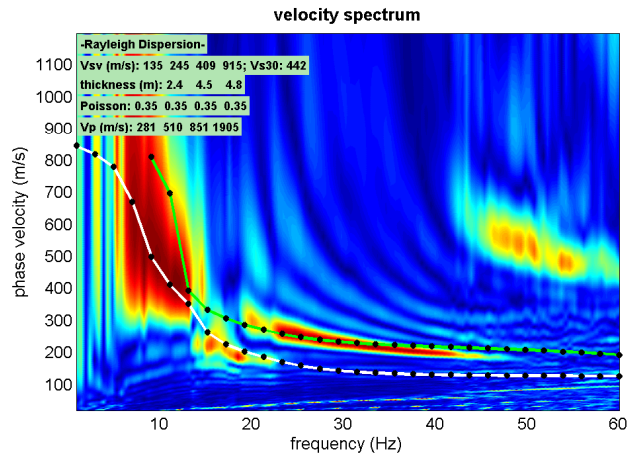 velocity spectrum
-Rayleigh Dispersion-
Vsv (m/s): 135 245 409 915; Vs30: 442
thickness (m): 2.4 4.5 4.8
Poisson: 0.35 0.35 0.35 0.35
Vp (m/s): 281 510 851 1905
1100
1000
900
800
700
600
500
400
300
200
100
phase velocity (m/s)
10 20 30 40 50 60
frequency (Hz)